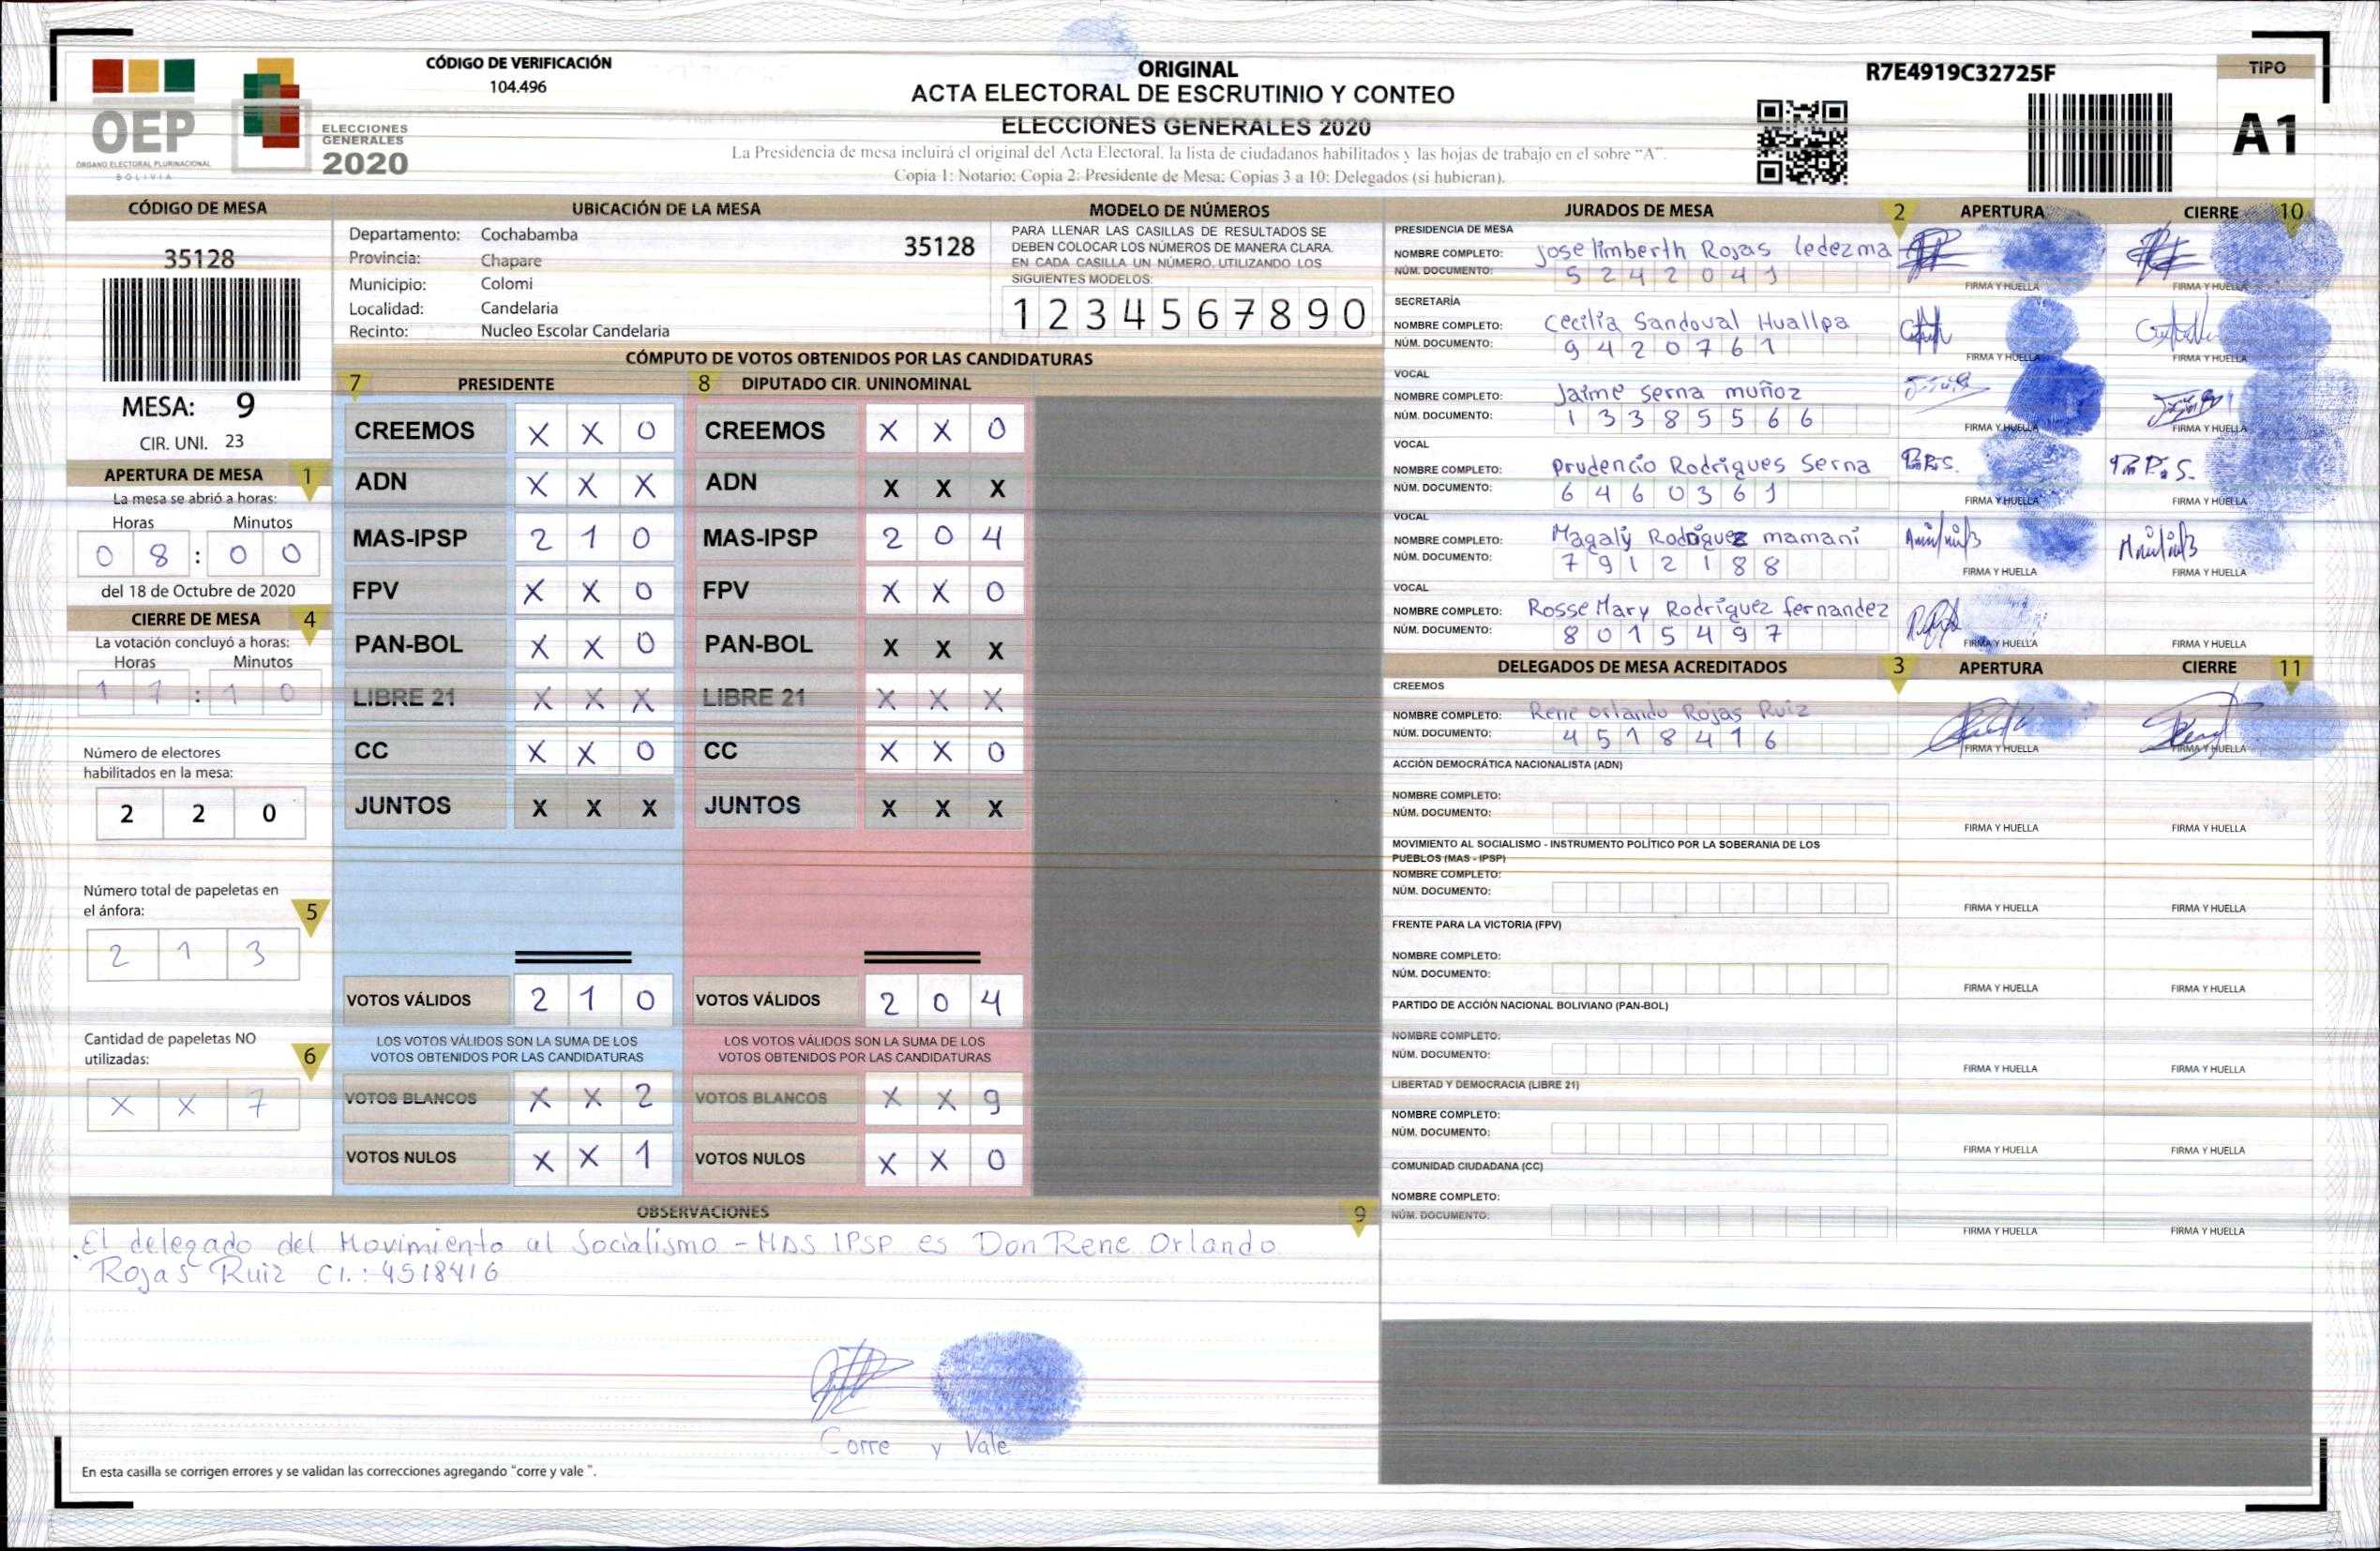 OEP
ÓRGANO ELECTORAL PLURINACIONAL
BOLIVIA
ELECCIONES
GENERALES
2020
CÓDIGO DE VERIFICACIÓN
104.496
ORIGINAL
ACTA ELECTORAL DE ESCRUTINIO Y CONTEO
ELECCIONES GENERALES 2020
La Presidencia de mesa incluirá el original del Acta Electoral, la lista de ciudadanos habilitados y las hojas de trabajo en el sobre "A".
Copia 1: Notario; Copia 2: Presidente de Mesa; Copias 3 a 10: Delegados (si hubieran).
R7E4919C32725F
TIPO
A1
CÓDIGO DE MESA
35128
MESA: 9
CIR. UNI. 23
APERTURA DE MESA 1
La mesa se abrió a horas:
Horas Minutos
0 8 : 0 0
del 18 de Octubre de 2020
CIERRE DE MESA 4
La votación concluyó a horas:
Horas Minutos
1 7 : 1 0
Número de electores
habilitados en la mesa:
2 2 0
Número total de papeletas en
el ánfora: 5
2 1 3
Cantidad de papeletas NO
utilizadas: 6
X X 7
UBICACIÓN DE LA MESA
Departamento: Cochabamba
35128
Provincia: Chapare
Municipio: Colomi
Localidad: Candelaria
Recinto: Nucleo Escolar Candelaria
MODELO DE NÚMEROS
PARA LLENAR LAS CASILLAS DE RESULTADOS SE
DEBEN COLOCAR LOS NÚMEROS DE MANERA CLARA.
EN CADA CASILLA UN NÚMERO, UTILIZANDO LOS
SIGUIENTES MODELOS:
1 2 3 4 5 6 7 8 9 0
CÓMPUTO DE VOTOS OBTENIDOS POR LAS CANDIDATURAS
7 PRESIDENTE
CREEMOS X X 0
ADN X X X
MAS-IPSP 2 1 0
FPV X X 0
PAN-BOL X X 0
LIBRE 21 X X X
CC X X 0
JUNTOS X X X
VOTOS VÁLIDOS 2 1 0
LOS VOTOS VÁLIDOS SON LA SUMA DE LOS
VOTOS OBTENIDOS POR LAS CANDIDATURAS
VOTOS BLANCOS X X 2
VOTOS NULOS X X 1
8 DIPUTADO CIR. UNINOMINAL
CREEMOS X X 0
ADN X X X
MAS-IPSP 2 0 4
FPV X X 0
PAN-BOL X X X
LIBRE 21 X X X
CC X X 0
JUNTOS X X X
VOTOS VÁLIDOS 2 0 4
LOS VOTOS VÁLIDOS SON LA SUMA DE LOS
VOTOS OBTENIDOS POR LAS CANDIDATURAS
VOTOS BLANCOS X X 9
VOTOS NULOS X X 0
OBSERVACIONES 9
El delegado del Movimiento al Socialismo - MAS IPSP es Don Rene Orlando
Rojas Ruiz CI.: 4518416
Corre y Vale
En esta casilla se corrigen errores y se validan las correcciones agregando "corre y vale ".
JURADOS DE MESA 2 APERTURA CIERRE 10
PRESIDENCIA DE MESA
NOMBRE COMPLETO: Jose limberth Rojas ledezma
NÚM. DOCUMENTO: 5 2 4 2 0 4 1
FIRMA Y HUELLA FIRMA Y HUELLA
SECRETARÍA
NOMBRE COMPLETO: Cecilia Sandoval Huallpa
NÚM. DOCUMENTO: 9 4 2 0 7 6 1
FIRMA Y HUELLA FIRMA Y HUELLA
VOCAL
NOMBRE COMPLETO: Jaime Serna muñoz
NÚM. DOCUMENTO: 1 3 3 8 5 5 6 6
FIRMA Y HUELLA FIRMA Y HUELLA
VOCAL
NOMBRE COMPLETO: Prudencio Rodrigues Serna
NÚM. DOCUMENTO: 6 4 6 0 3 6 1
FIRMA Y HUELLA FIRMA Y HUELLA
VOCAL
NOMBRE COMPLETO: Magaly Rodriguez mamani
NÚM. DOCUMENTO: 7 9 1 2 1 8 8
FIRMA Y HUELLA FIRMA Y HUELLA
VOCAL
NOMBRE COMPLETO: Rosse Mary Rodríguez fernandez
NÚM. DOCUMENTO: 8 0 1 5 4 9 7
FIRMA Y HUELLA FIRMA Y HUELLA
DELEGADOS DE MESA ACREDITADOS 3 APERTURA CIERRE 11
CREEMOS
NOMBRE COMPLETO: Rene Orlando Rojas Ruiz
NÚM. DOCUMENTO: 4 5 1 8 4 1 6
FIRMA Y HUELLA FIRMA Y HUELLA
ACCIÓN DEMOCRÁTICA NACIONALISTA (ADN)
NOMBRE COMPLETO:
NÚM. DOCUMENTO:
FIRMA Y HUELLA FIRMA Y HUELLA
MOVIMIENTO AL SOCIALISMO - INSTRUMENTO POLÍTICO POR LA SOBERANIA DE LOS
PUEBLOS (MAS - IPSP)
NOMBRE COMPLETO:
NÚM. DOCUMENTO:
FIRMA Y HUELLA FIRMA Y HUELLA
FRENTE PARA LA VICTORIA (FPV)
NOMBRE COMPLETO:
NÚM. DOCUMENTO:
FIRMA Y HUELLA FIRMA Y HUELLA
PARTIDO DE ACCIÓN NACIONAL BOLIVIANO (PAN-BOL)
NOMBRE COMPLETO:
NÚM. DOCUMENTO:
FIRMA Y HUELLA FIRMA Y HUELLA
LIBERTAD Y DEMOCRACIA (LIBRE 21)
NOMBRE COMPLETO:
NÚM. DOCUMENTO:
FIRMA Y HUELLA FIRMA Y HUELLA
COMUNIDAD CIUDADANA (CC)
NOMBRE COMPLETO:
NÚM. DOCUMENTO:
FIRMA Y HUELLA FIRMA Y HUELLA